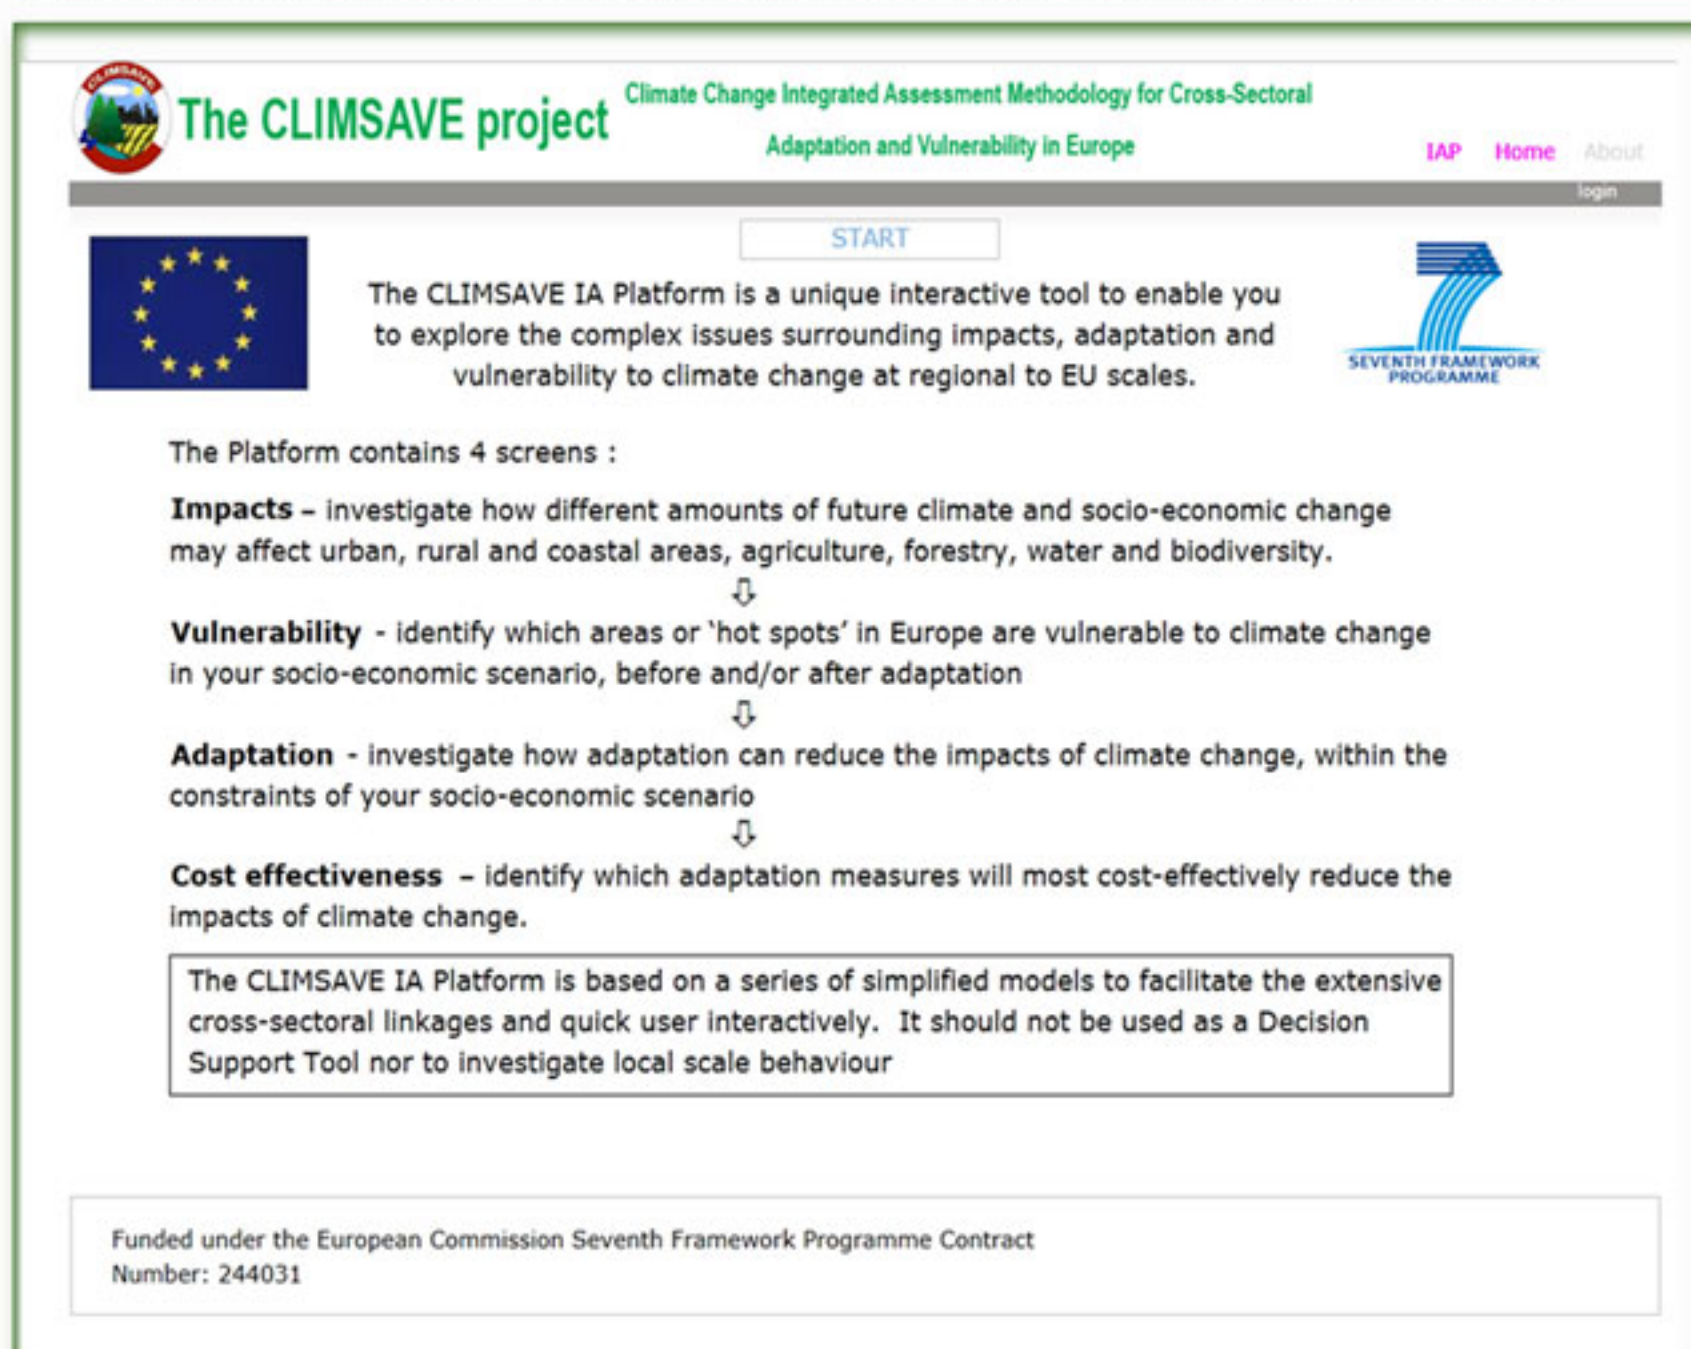 CLIMSAVE
The CLIMSAVE project
Climate Change Integrated Assessment Methodology for Cross-Sectoral
Adaptation and Vulnerability in Europe
IAP Home About
login
START
The CLIMSAVE IA Platform is a unique interactive tool to enable you
to explore the complex issues surrounding impacts, adaptation and
vulnerability to climate change at regional to EU scales.
SEVENTH FRAMEWORK
PROGRAMME
The Platform contains 4 screens :
Impacts – investigate how different amounts of future climate and socio-economic change
may affect urban, rural and coastal areas, agriculture, forestry, water and biodiversity.
Vulnerability - identify which areas or ‘hot spots’ in Europe are vulnerable to climate change
in your socio-economic scenario, before and/or after adaptation
Adaptation - investigate how adaptation can reduce the impacts of climate change, within the
constraints of your socio-economic scenario
Cost effectiveness – identify which adaptation measures will most cost-effectively reduce the
impacts of climate change.
The CLIMSAVE IA Platform is based on a series of simplified models to facilitate the extensive
cross-sectoral linkages and quick user interactively. It should not be used as a Decision
Support Tool nor to investigate local scale behaviour
Funded under the European Commission Seventh Framework Programme Contract
Number: 244031